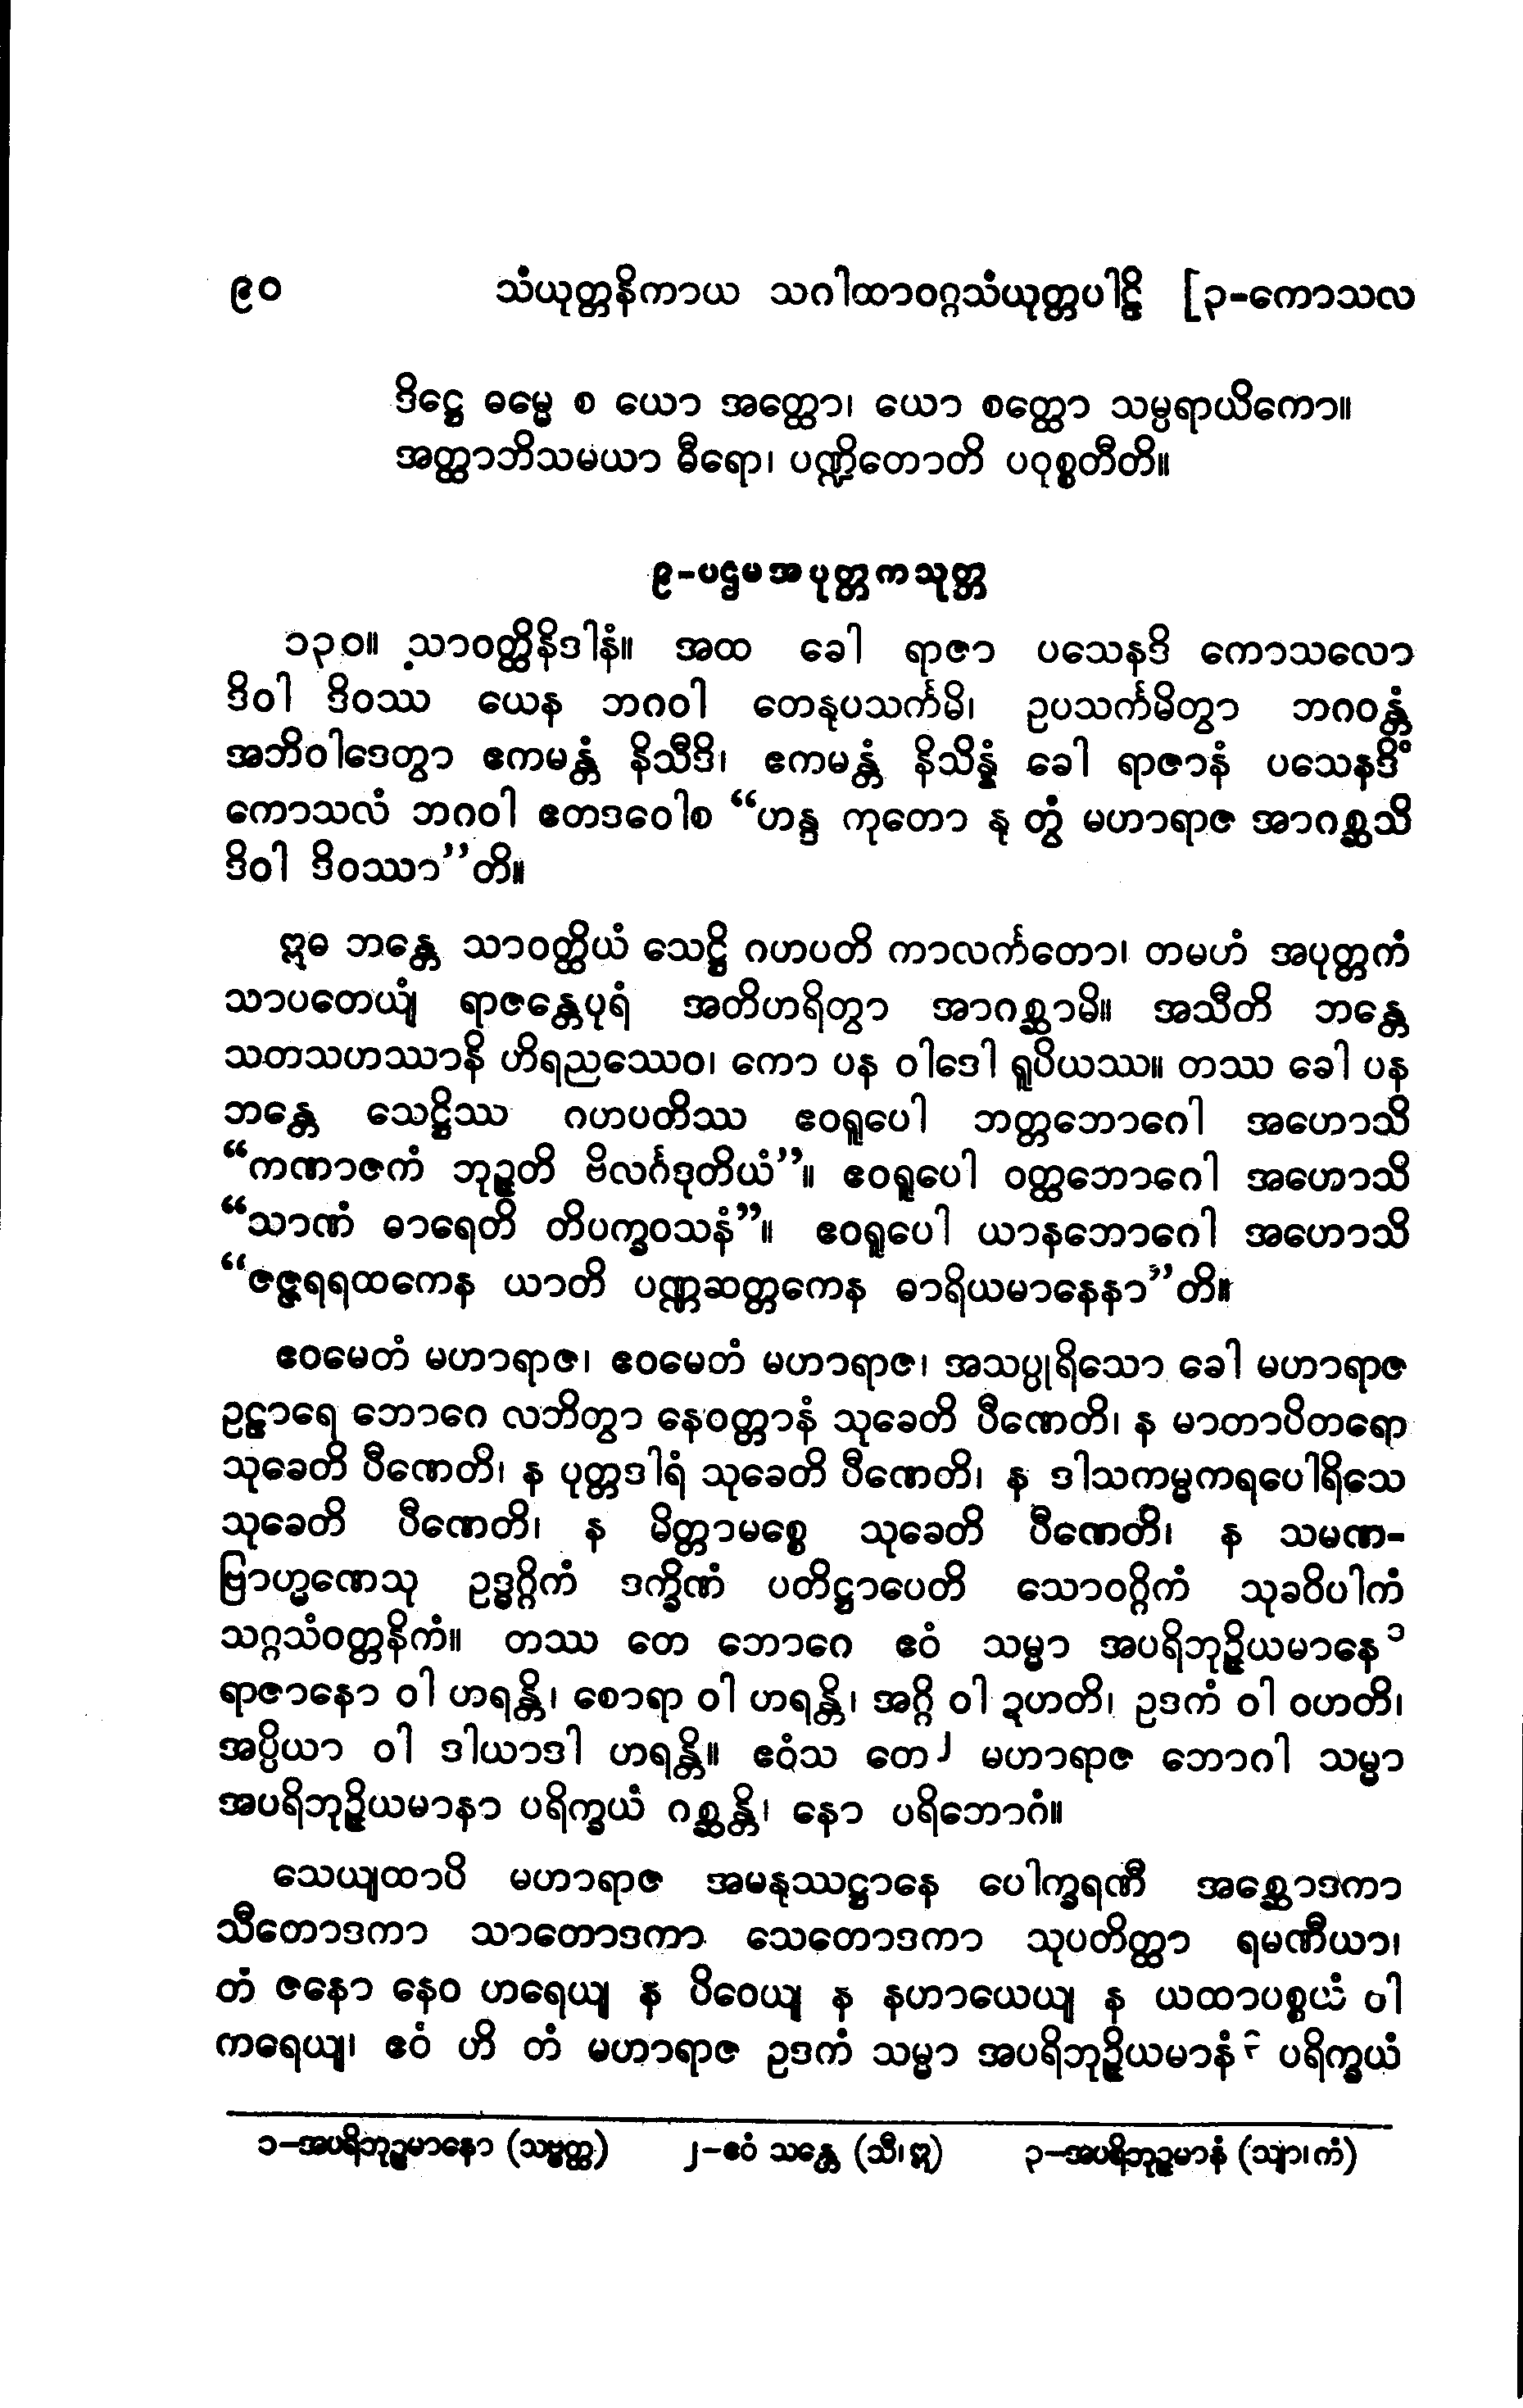 ၉၀ သံယုတ္တနိကာယ သဂါထာဝဂ္ဂသံယုတ္တပါဠိ [၃-ကောသလ
ဒိဋ္ဌေ ဓမ္မေ စ ယော အတ္ထော၊ ယော စတ္ထော သမ္ပရာယိကော။
အတ္ထာဘိသမယာ ဓီရော၊ ပဏ္ဍိတောတိ ပဝုစ္စတီတိ။
၉-ပဌမအပုတ္တကသုတ္တ
၁၃၀။ သာဝတ္ထိနိဒါနံ။ အထ ခေါ ရာဇာ ပသေနဒိ ကောသလော
ဒိဝါ ဒိဝဿ ယေန ဘဂဝါ တေနုပသင်္ကမိ၊ ဥပသင်္ကမိတွာ ဘဂဝန္တံ
အဘိဝါဒေတွာ ဧကမန္တံ နိသီဒိ၊ ဧကမန္တံ နိသိန္နံ ခေါ ရာဇာနံ ပသေနဒိံ
ကောသလံ ဘဂဝါ ဧတဒဝေါစ “ဟန္ဒ ကုတော နု တွံ မဟာရာဇ အာဂစ္ဆသိ
ဒိဝါ ဒိဝဿာ”တိ။
ဣဓ ဘန္တေ သာဝတ္ထိယံ သေဋ္ဌိ ဂဟပတိ ကာလင်္ကတော၊ တမဟံ အပုတ္တကံ
သာပတေယျံ ရာဇန္တေပုရံ အတိဟရိတွာ အာဂစ္ဆာမိ။ အသီတိ ဘန္တေ
သတသဟဿာနိ ဟိရညဿေဝ၊ ကော ပန ဝါဒေါ ရူပိယဿ။ တဿ ခေါ ပန
ဘန္တေ သေဋ္ဌိဿ ဂဟပတိဿ ဧဝရူပေါ ဘတ္တဘောဂေါ အဟောသိ
“ကဏာဇကံ ဘုဉ္ဇတိ ဗိလင်္ဂဒုတိယံ”။ ဧဝရူပေါ ဝတ္ထဘောဂေါ အဟောသိ
“သာဏံ ဓာရေတိ တိပက္ခဝသနံ”။ ဧဝရူပေါ ယာနဘောဂေါ အဟောသိ
“ဇဇ္ဇရရထကေန ယာတိ ပဏ္ဏဆတ္တကေန ဓာရိယမာနေနာ”တိ။
ဧဝမေတံ မဟာရာဇ၊ ဧဝမေတံ မဟာရာဇ၊ အသပ္ပုရိသော ခေါ မဟာရာဇ
ဥဠာရေ ဘောဂေ လဘိတွာ နေဝတ္တာနံ သုခေတိ ပီဏေတိ၊ န မာတာပိတရော
သုခေတိ ပီဏေတိ၊ န ပုတ္တဒါရံ သုခေတိ ပီဏေတိ၊ န ဒါသကမ္မကရပေါရိသေ
သုခေတိ ပီဏေတိ၊ န မိတ္တာမစ္စေ သုခေတိ ပီဏေတိ၊ န သမဏ-
ဗြာဟ္မဏေသု ဥဒ္ဓဂ္ဂိကံ ဒက္ခိဏံ ပတိဋ္ဌာပေတိ သောဝဂ္ဂိကံ သုခဝိပါကံ
သဂ္ဂသံဝတ္တနိကံ။ တဿ တေ ဘောဂေ ဧဝံ သမ္မာ အပရိဘုဉ္ဇိယမာနေ ၁
ရာဇာနော ဝါ ဟရန္တိ၊ စောရာ ဝါ ဟရန္တိ၊ အဂ္ဂိ ဝါ ဍဟတိ၊ ဥဒကံ ဝါ ဝဟတိ၊
အပ္ပိယာ ဝါ ဒါယာဒါ ဟရန္တိ။ ဧဝံသ တေ ၂ မဟာရာဇ ဘောဂါ သမ္မာ
အပရိဘုဉ္ဇိယမာနာ ပရိက္ခယံ ဂစ္ဆန္တိ၊ နော ပရိဘောဂံ။
သေယျထာပိ မဟာရာဇ အမနုဿဋ္ဌာနေ ပေါက္ခရဏီ အစ္ဆောဒကာ
သီတောဒကာ သာတောဒကာ သေတောဒကာ သုပတိတ္ထာ ရမဏီယာ၊
တံ ဇနော နေဝ ဟရေယျ န ပိဝေယျ န နဟာယေယျ န ယထာပစ္စယံ ဝါ
ကရေယျ၊ ဧဝံ ဟိ တံ မဟာရာဇ ဥဒကံ သမ္မာ အပရိဘုဉ္ဇိယမာနံ ၃ ပရိက္ခယံ
၁-အပရိဘုဉ္ဇမာနော (သဗ္ဗတ္ထ) ၂-ဧဝံ သန္တေ (သီ၊ ဣ) ၃-အပရိဘုဉ္ဇမာနံ (သျာ၊ ကံ)